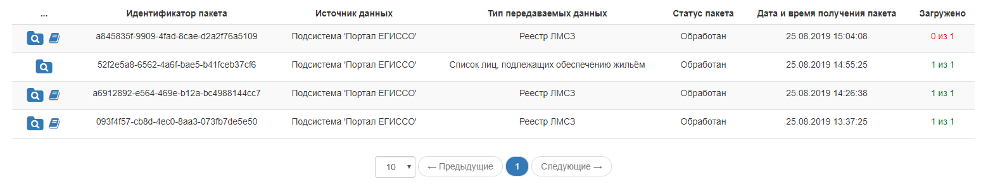 ... Идентификатор пакета Источник данных Тип передаваемых данных Статус пакета Дата и время получения пакета Загружено
a845835f-9909-4fad-8cae-d2a2f76a5109 Подсистема 'Портал ЕГИССО' Реестр ЛМСЗ Обработан 25.08.2019 15:04:08 0 из 1
52f2e5a8-6562-4a6f-bae5-b41fceb37cf6 Подсистема 'Портал ЕГИССО' Список лиц, подлежащих обеспечению жильём Обработан 25.08.2019 14:55:25 1 из 1
a6912892-e564-469e-b12a-bc4988144cc7 Подсистема 'Портал ЕГИССО' Реестр ЛМСЗ Обработан 25.08.2019 14:26:38 1 из 1
093f4f57-cb8d-4ec0-8aa3-073fb7de5e50 Подсистема 'Портал ЕГИССО' Реестр ЛМСЗ Обработан 25.08.2019 13:37:25 1 из 1
10 ← Предыдущие 1 Следующие →